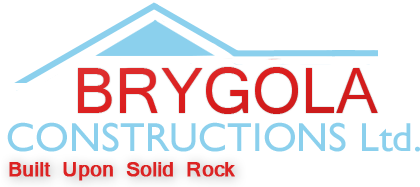 BRYGOLA
CONSTRUCTIONS Ltd.
Built Upon Solid Rock